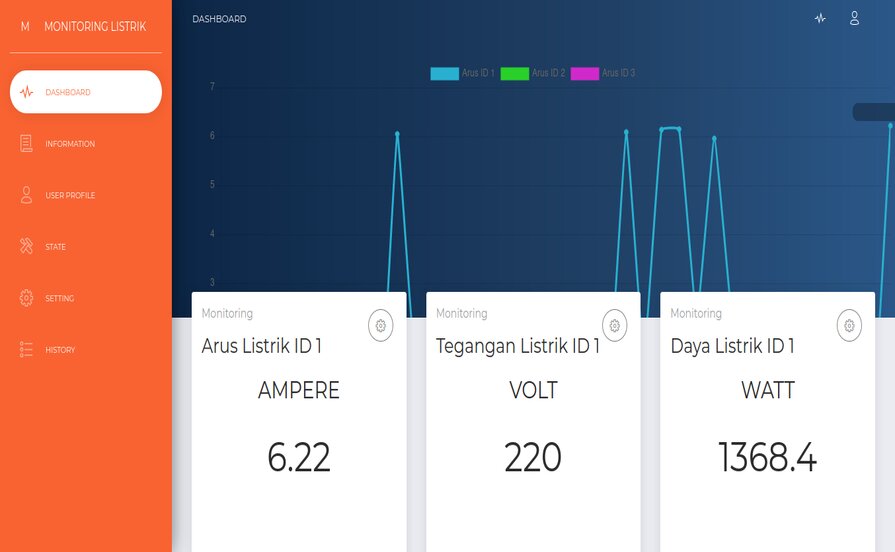 M MONITORING LISTRIK
DASHBOARD
INFORMATION
USER PROFILE
STATE
SETTING
HISTORY
DASHBOARD
Arus ID 1 Arus ID 2 Arus ID 3
7
6
5
4
3
Monitoring
Arus Listrik ID 1
AMPERE
6.22
Monitoring
Tegangan Listrik ID 1
VOLT
220
Monitoring
Daya Listrik ID 1
WATT
1368.4